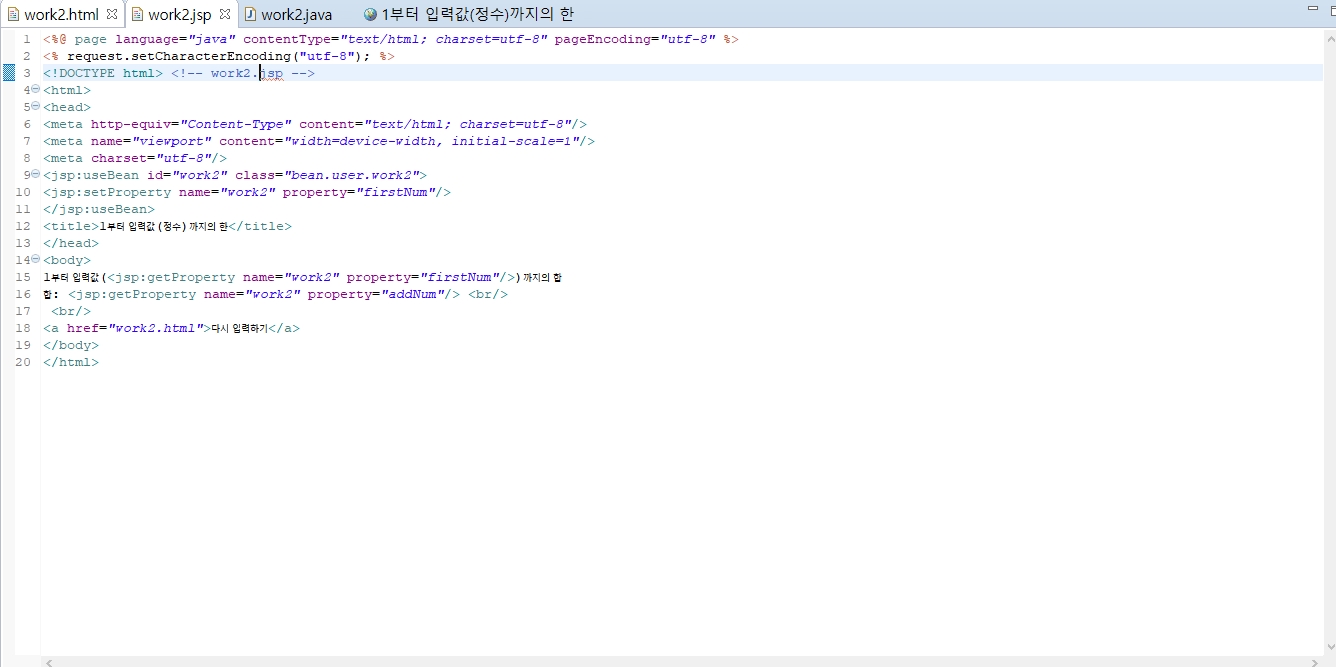 work2.html work2.jsp work2.java 1부터 입력값(정수)까지의 한
1 <%@ page language="java" contentType="text/html; charset=utf-8" pageEncoding="utf-8" %>
2 <% request.setCharacterEncoding("utf-8"); %>
3 <!DOCTYPE html> <!-- work2.jsp -->
4 <html>
5 <head>
6 <meta http-equiv="Content-Type" content="text/html; charset=utf-8"/>
7 <meta name="viewport" content="width=device-width, initial-scale=1"/>
8 <meta charset="utf-8"/>
9 <jsp:useBean id="work2" class="bean.user.work2">
10 <jsp:setProperty name="work2" property="firstNum"/>
11 </jsp:useBean>
12 <title>1부터 입력값(정수)까지의 한</title>
13 </head>
14 <body>
15 1부터 입력값(<jsp:getProperty name="work2" property="firstNum"/>)까지의 합
16 합: <jsp:getProperty name="work2" property="addNum"/> <br/>
17 <br/>
18 <a href="work2.html">다시 입력하기</a>
19 </body>
20 </html>